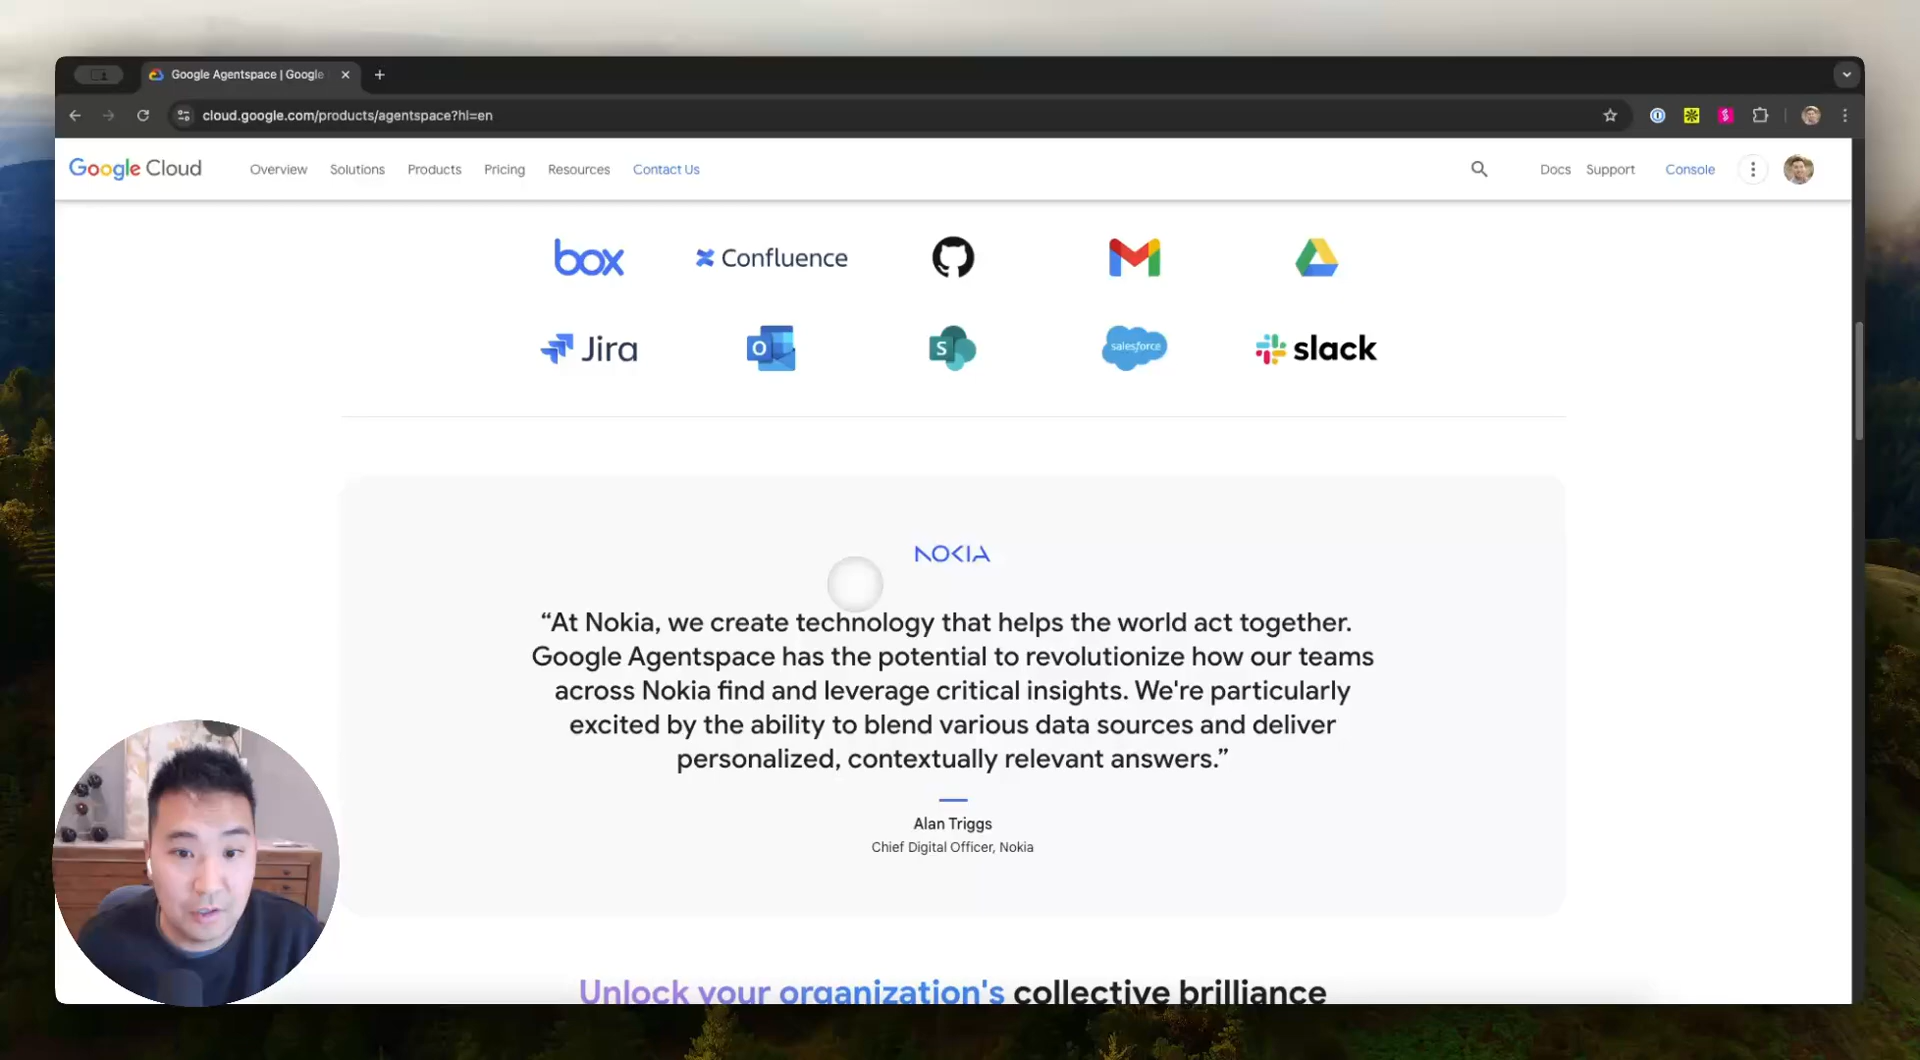 Google Agentspace | Google
cloud.google.com/products/agentspace?hl=en
Google Cloud
Overview
Solutions
Products
Pricing
Resources
Contact Us
Docs
Support
Console
box
Confluence
Jira
O
S
salesforce
slack
NOKIA
“At Nokia, we create technology that helps the world act together.
Google Agentspace has the potential to revolutionize how our teams
across Nokia find and leverage critical insights. We're particularly
excited by the ability to blend various data sources and deliver
personalized, contextually relevant answers.”
Alan Triggs
Chief Digital Officer, Nokia
Unlock your organization's collective brilliance